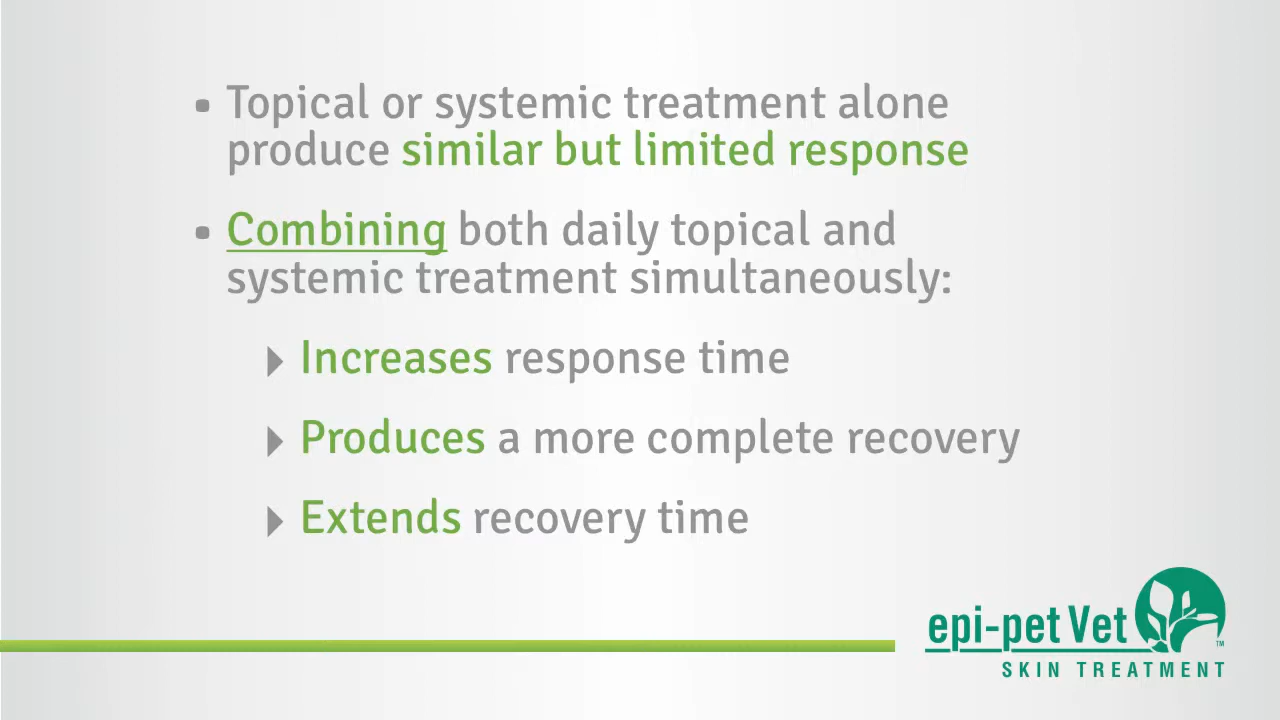 • Topical or systemic treatment alone
produce similar but limited response
• Combining both daily topical and
systemic treatment simultaneously:
Increases response time
Produces a more complete recovery
Extends recovery time
epi-pet Vet
TM
SKIN TREATMENT